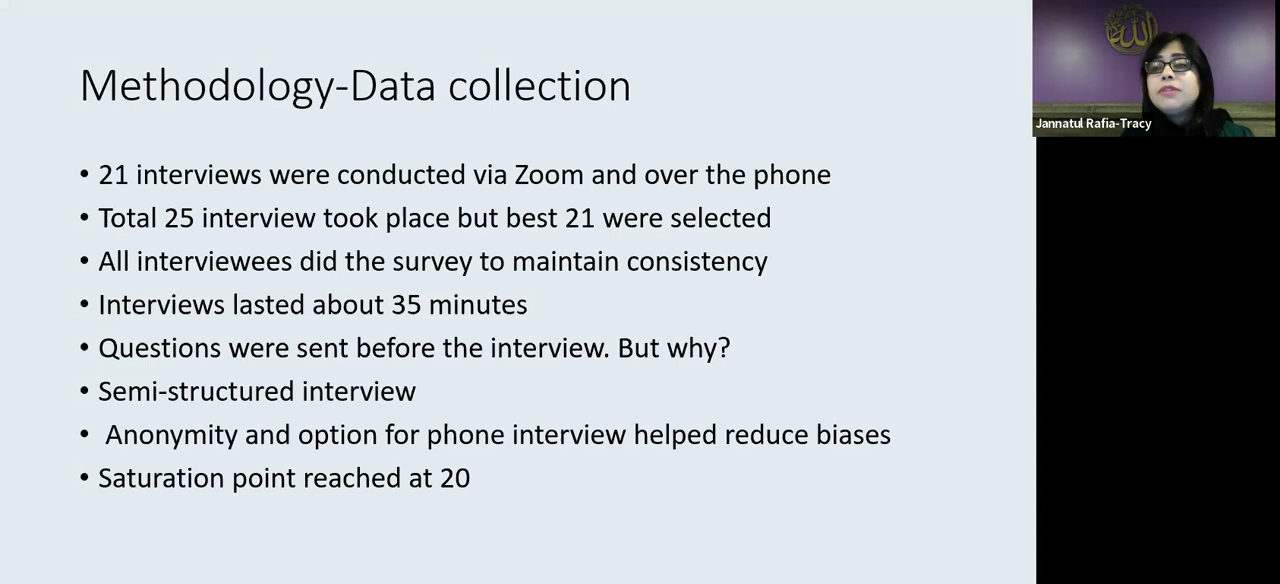 Methodology-Data collection
• 21 interviews were conducted via Zoom and over the phone
• Total 25 interview took place but best 21 were selected
• All interviewees did the survey to maintain consistency
• Interviews lasted about 35 minutes
• Questions were sent before the interview. But why?
• Semi-structured interview
• Anonymity and option for phone interview helped reduce biases
• Saturation point reached at 20
الله
Jannatul Rafia-Tracy